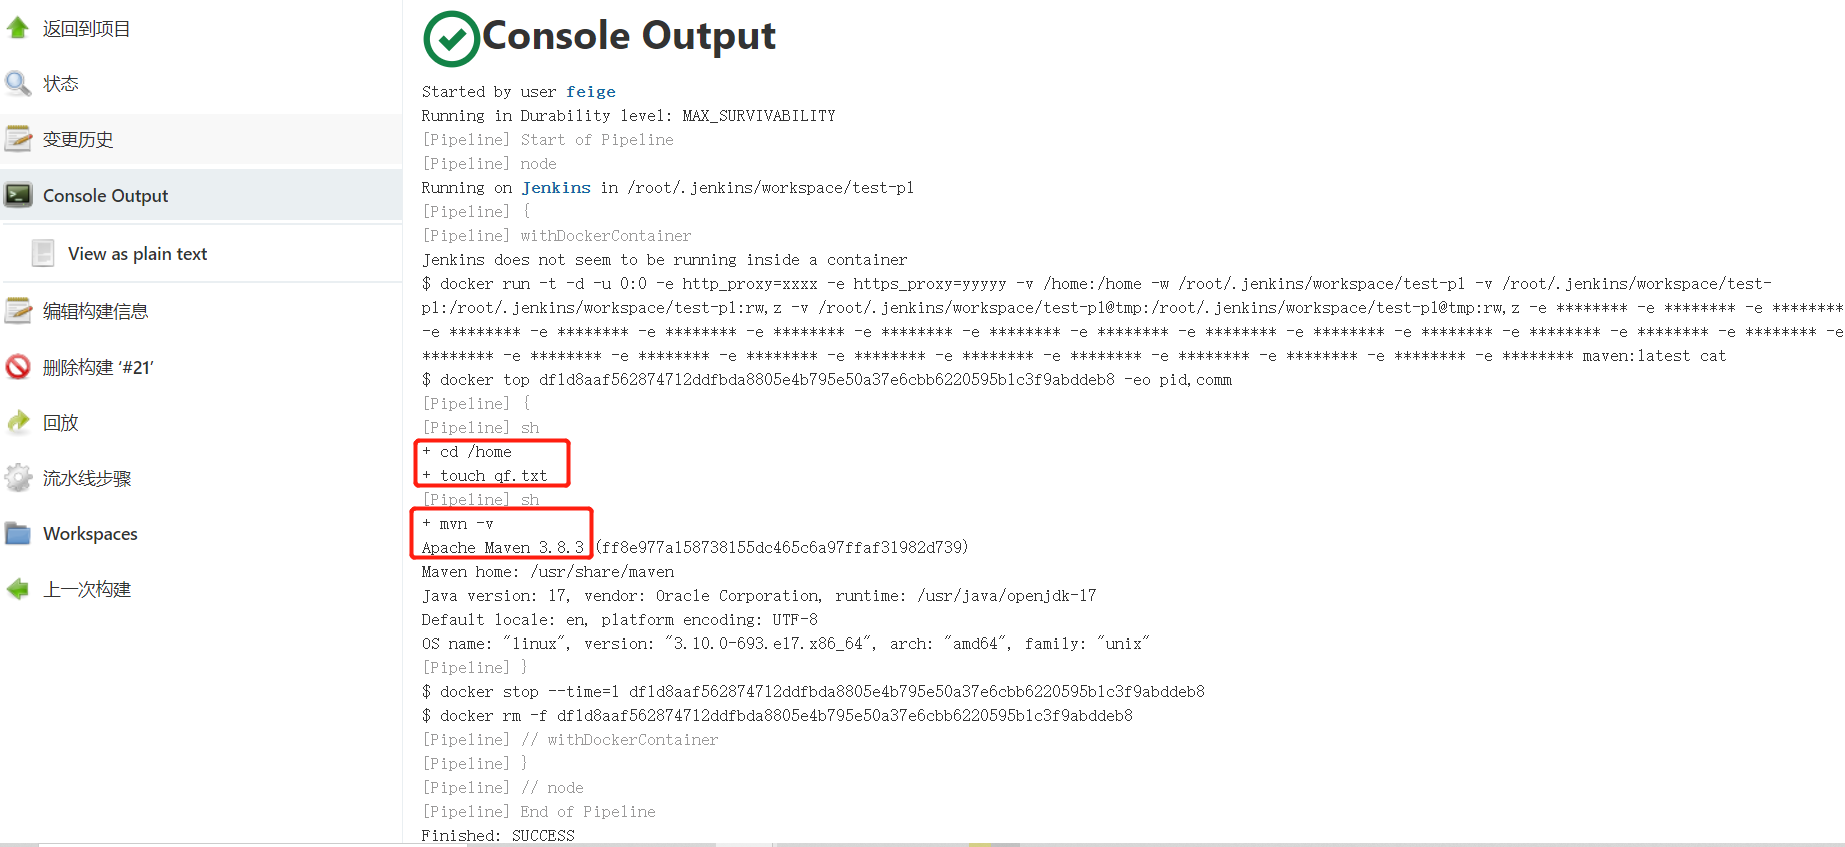 返回到项目
状态
变更历史
Console Output
View as plain text
编辑构建信息
删除构建 ‘#21’
回放
流水线步骤
Workspaces
上一次构建
Console Output
Started by user feige
Running in Durability level: MAX_SURVIVABILITY
[Pipeline] Start of Pipeline
[Pipeline] node
Running on Jenkins in /root/.jenkins/workspace/test-p1
[Pipeline] {
[Pipeline] withDockerContainer
Jenkins does not seem to be running inside a container
$ docker run -t -d -u 0:0 -e http_proxy=xxxx -e https_proxy=yyyyy -v /home:/home -w /root/.jenkins/workspace/test-p1 -v /root/.jenkins/workspace/test-
p1:/root/.jenkins/workspace/test-p1:rw,z -v /root/.jenkins/workspace/test-p1@tmp:/root/.jenkins/workspace/test-p1@tmp:rw,z -e ******** -e ******** -e ********
-e ******** -e ******** -e ******** -e ******** -e ******** -e ******** -e ******** -e ******** -e ******** -e ******** -e ******** -e ******** -e ******** -e
******** -e ******** -e ******** -e ******** -e ******** -e ******** -e ******** -e ******** -e ******** -e ******** -e ******** maven:latest cat
$ docker top df1d8aaf562874712ddfbda8805e4b795e50a37e6cbb6220595b1c3f9abddeb8 -eo pid,comm
[Pipeline] {
[Pipeline] sh
+ cd /home
+ touch qf.txt
[Pipeline] sh
+ mvn -v
Apache Maven 3.8.3 (ff8e977a158738155dc465c6a97ffaf31982d739)
Maven home: /usr/share/maven
Java version: 17, vendor: Oracle Corporation, runtime: /usr/java/openjdk-17
Default locale: en, platform encoding: UTF-8
OS name: "linux", version: "3.10.0-693.el7.x86_64", arch: "amd64", family: "unix"
[Pipeline] }
$ docker stop --time=1 df1d8aaf562874712ddfbda8805e4b795e50a37e6cbb6220595b1c3f9abddeb8
$ docker rm -f df1d8aaf562874712ddfbda8805e4b795e50a37e6cbb6220595b1c3f9abddeb8
[Pipeline] // withDockerContainer
[Pipeline] }
[Pipeline] // node
[Pipeline] End of Pipeline
Finished: SUCCESS